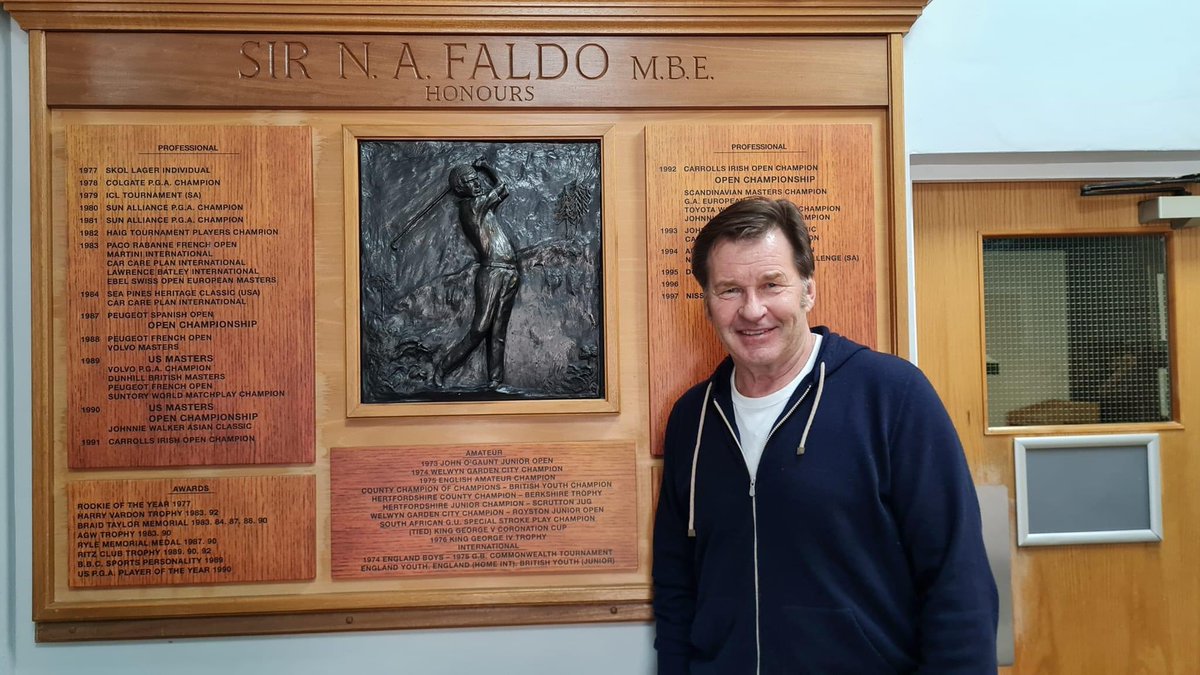 SIR N. A. FALDO M.B.E.
HONOURS
PROFESSIONAL
1977 SKOL LAGER INDIVIDUAL
1978 COLGATE P.G.A. CHAMPION
1979 ICL TOURNAMENT (SA)
1980 SUN ALLIANCE P.G.A. CHAMPION
1981 SUN ALLIANCE P.G.A. CHAMPION
1982 HAIG TOURNAMENT PLAYERS CHAMPION
1983 PACO RABANNE FRENCH OPEN
MARTINI INTERNATIONAL
CAR CARE PLAN INTERNATIONAL
LAWRENCE BATLEY INTERNATIONAL
EBEL SWISS OPEN EUROPEAN MASTERS
1984 SEA PINES HERITAGE CLASSIC (USA)
CAR CARE PLAN INTERNATIONAL
1987 PEUGEOT SPANISH OPEN
OPEN CHAMPIONSHIP
1988 PEUGEOT FRENCH OPEN
VOLVO MASTERS
1989 US MASTERS
VOLVO P.G.A. CHAMPION
DUNHILL BRITISH MASTERS
PEUGEOT FRENCH OPEN
SUNTORY WORLD MATCHPLAY CHAMPION
1990 US MASTERS
OPEN CHAMPIONSHIP
JOHNNIE WALKER ASIAN CLASSIC
1991 CARROLLS IRISH OPEN CHAMPION
AWARDS
ROOKIE OF THE YEAR 1977
HARRY VARDON TROPHY 1983. 92
BRAID TAYLOR MEMORIAL 1983. 84. 87. 88. 90
AGW TROPHY 1983. 90
RYLE MEMORIAL MEDAL 1987. 90
RITZ CLUB TROPHY 1989. 90. 92
B.B.C. SPORTS PERSONALITY 1989
US P.G.A. PLAYER OF THE YEAR 1990
AMATEUR
1973 JOHN O'GAUNT JUNIOR OPEN
1974 WELWYN GARDEN CITY CHAMPION
1975 ENGLISH AMATEUR CHAMPION
COUNTY CHAMPION OF CHAMPIONS – BRITISH YOUTH CHAMPION
HERTFORDSHIRE COUNTY CHAMPION – BERKSHIRE TROPHY
HERTFORDSHIRE JUNIOR CHAMPION – SCRUTTON JUG
WELWYN GARDEN CITY CHAMPION – ROYSTON JUNIOR OPEN
SOUTH AFRICAN G.U. SPECIAL STROKE PLAY CHAMPION
(TIED) KING GEORGE V CORONATION CUP
1976 KING GEORGE IV TROPHY
INTERNATIONAL
1974 ENGLAND BOYS – 1975 G.B. COMMONWEALTH TOURNAMENT
ENGLAND YOUTH, ENGLAND (HOME INT), BRITISH YOUTH (JUNIOR)
PROFESSIONAL
1992 CARROLLS IRISH OPEN CHAMPION
OPEN CHAMPIONSHIP
SCANDINAVIAN MASTERS CHAMPION
G.A. EUROPEAN
TOYOTA CHAMPION
CHAMPION
1993
1994 CHALLENGE (SA)
1995
1996
1997 NISS